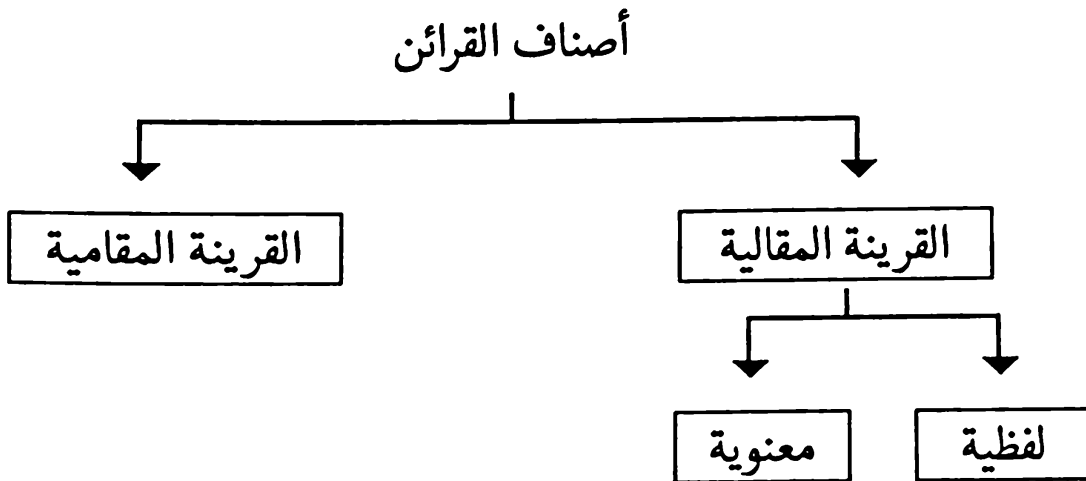 أصناف القرائن
القرينة المقالية
القرينة المقامية
لفظية
معنوية